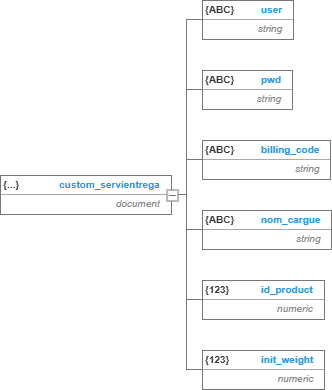 {ABC} user
string
{ABC} pwd
string
{ABC} billing_code
string
{...} custom_servientrega
document
{ABC} nom_cargue
string
{123} id_product
numeric
{123} init_weight
numeric